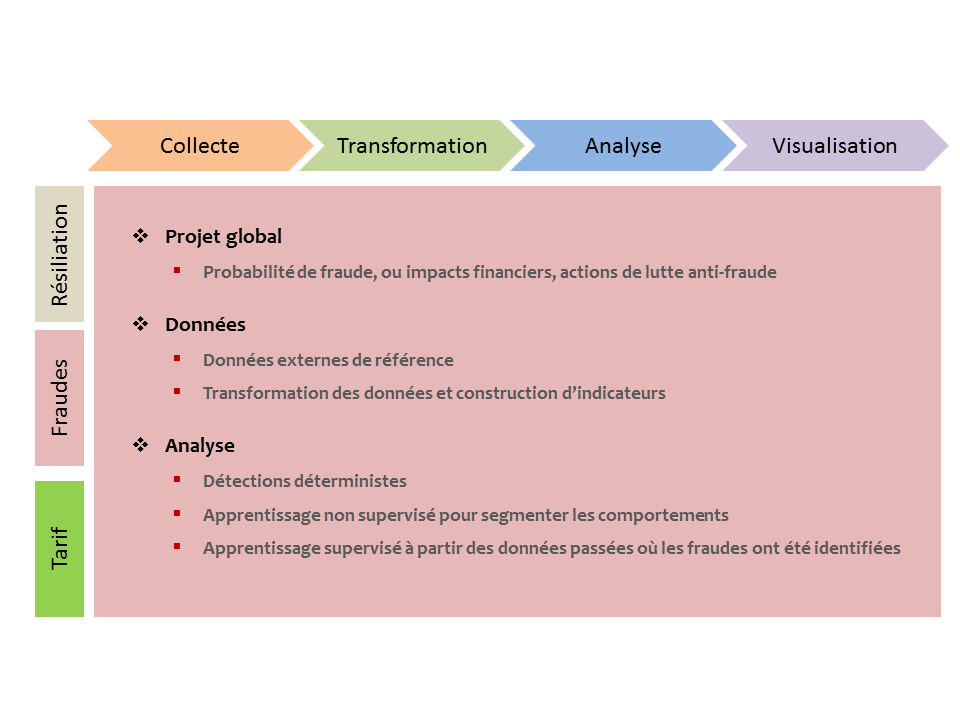 Collecte
Transformation
Analyse
Visualisation
Résiliation
Fraudes
Tarif
Projet global
Probabilité de fraude, ou impacts financiers, actions de lutte anti-fraude
Données
Données externes de référence
Transformation des données et construction d’indicateurs
Analyse
Détections déterministes
Apprentissage non supervisé pour segmenter les comportements
Apprentissage supervisé à partir des données passées où les fraudes ont été identifiées